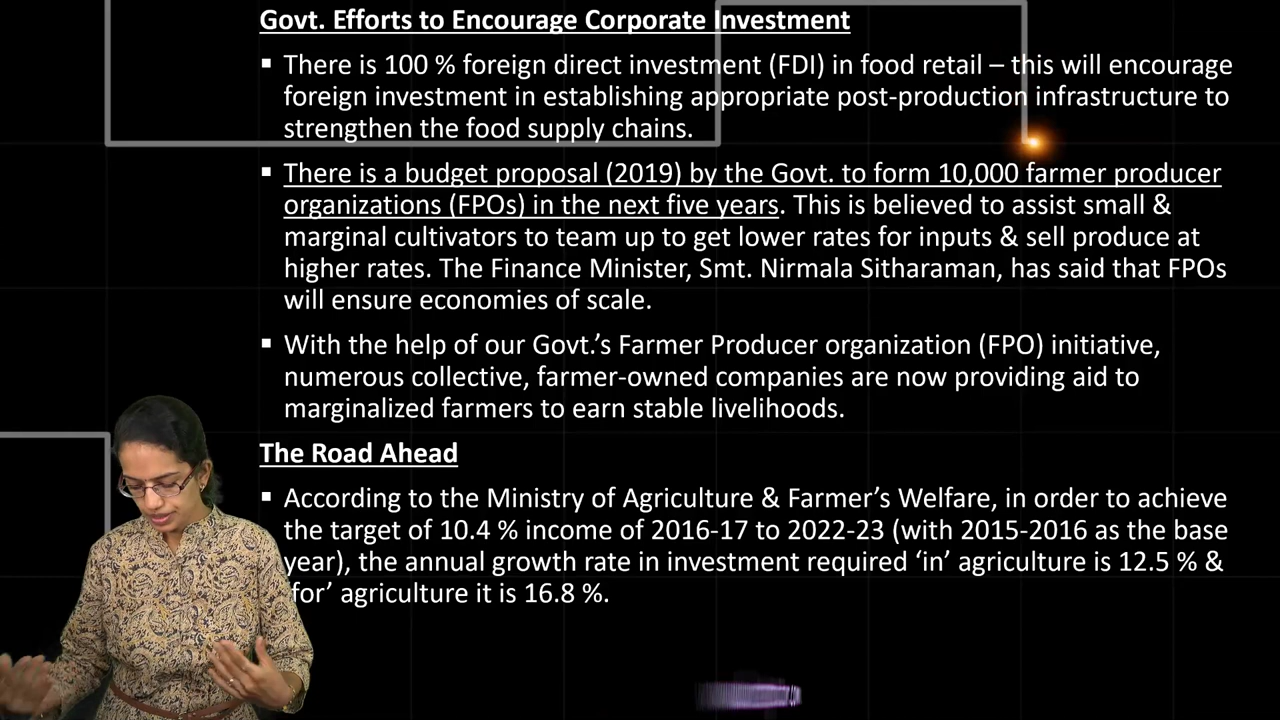 Govt. Efforts to Encourage Corporate Investment
▪ There is 100 % foreign direct investment (FDI) in food retail – this will encourage
foreign investment in establishing appropriate post-production infrastructure to
strengthen the food supply chains.
▪ There is a budget proposal (2019) by the Govt. to form 10,000 farmer producer
organizations (FPOs) in the next five years. This is believed to assist small &
marginal cultivators to team up to get lower rates for inputs & sell produce at
higher rates. The Finance Minister, Smt. Nirmala Sitharaman, has said that FPOs
will ensure economies of scale.
▪ With the help of our Govt.’s Farmer Producer organization (FPO) initiative,
numerous collective, farmer-owned companies are now providing aid to
marginalized farmers to earn stable livelihoods.
The Road Ahead
▪ According to the Ministry of Agriculture & Farmer’s Welfare, in order to achieve
the target of 10.4 % income of 2016-17 to 2022-23 (with 2015-2016 as the base
year), the annual growth rate in investment required ‘in’ agriculture is 12.5 % &
for’ agriculture it is 16.8 %.